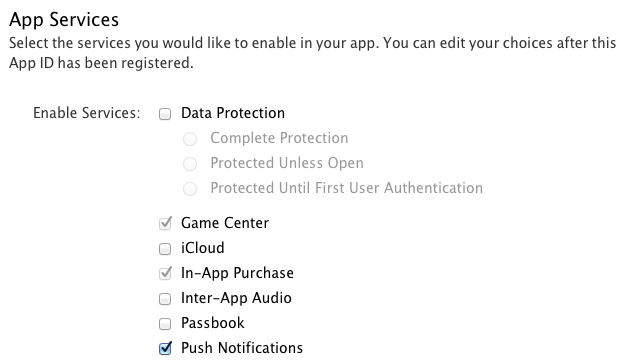 App Services
Select the services you would like to enable in your app. You can edit your choices after this
App ID has been registered.
Enable Services: Data Protection
Complete Protection
Protected Unless Open
Protected Until First User Authentication
Game Center
iCloud
In-App Purchase
Inter-App Audio
Passbook
Push Notifications